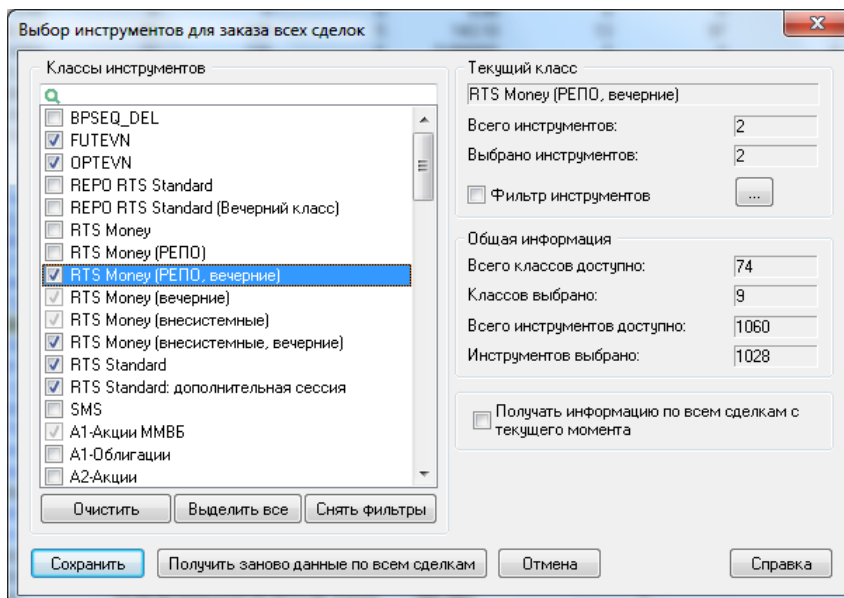 Выбор инструментов для заказа всех сделок
Классы инструментов
BPSEQ_DEL
FUTEVN
OPTEVN
REPO RTS Standard
REPO RTS Standard (Вечерний класс)
RTS Money
RTS Money (РЕПО)
RTS Money (РЕПО, вечерние)
RTS Money (вечерние)
RTS Money (внесистемные)
RTS Money (внесистемные, вечерние)
RTS Standard
RTS Standard: дополнительная сессия
SMS
А1-Акции ММВБ
А1-Облигации
А2-Акции
Очистить
Выделить все
Снять фильтры
Текущий класс
RTS Money (РЕПО, вечерние)
Всего инструментов: 2
Выбрано инструментов: 2
Фильтр инструментов ...
Общая информация
Всего классов доступно: 74
Классов выбрано: 9
Всего инструментов доступно: 1060
Инструментов выбрано: 1028
Получать информацию по всем сделкам с
текущего момента
Сохранить
Получить заново данные по всем сделкам
Отмена
Справка